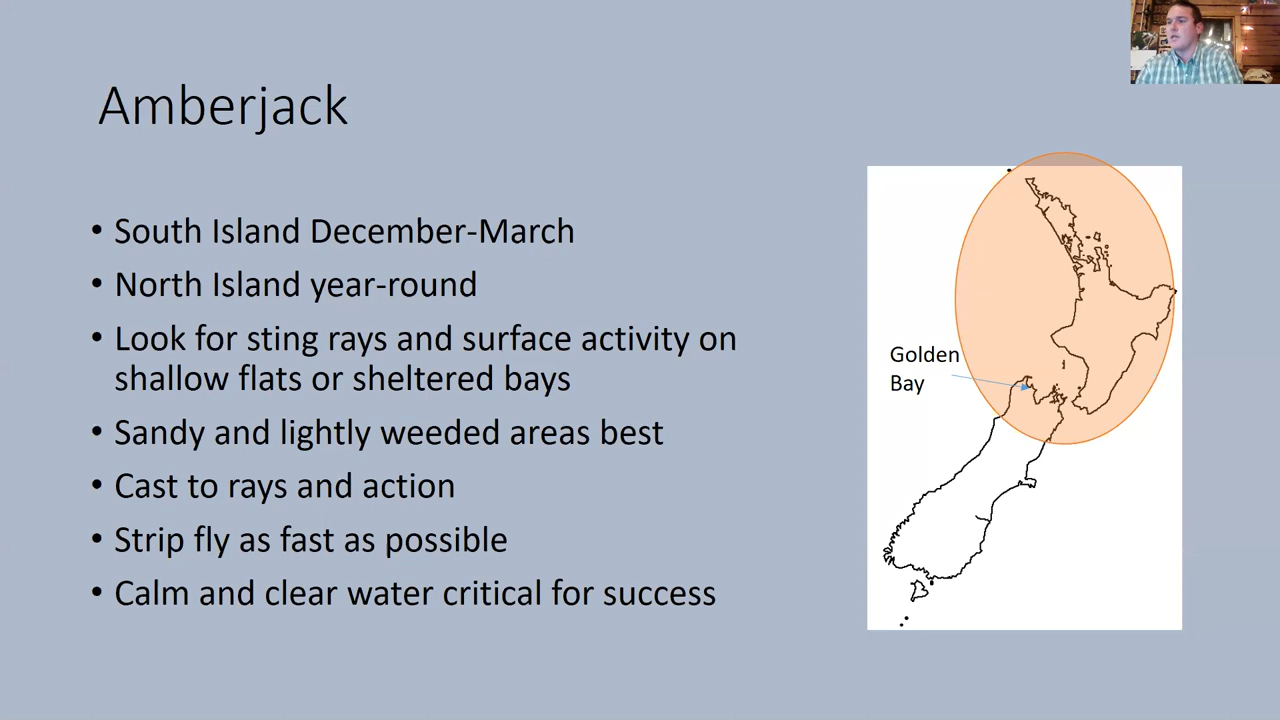 Amberjack
• South Island December-March
• North Island year-round
• Look for sting rays and surface activity on
shallow flats or sheltered bays
• Sandy and lightly weeded areas best
• Cast to rays and action
• Strip fly as fast as possible
• Calm and clear water critical for success
Golden
Bay